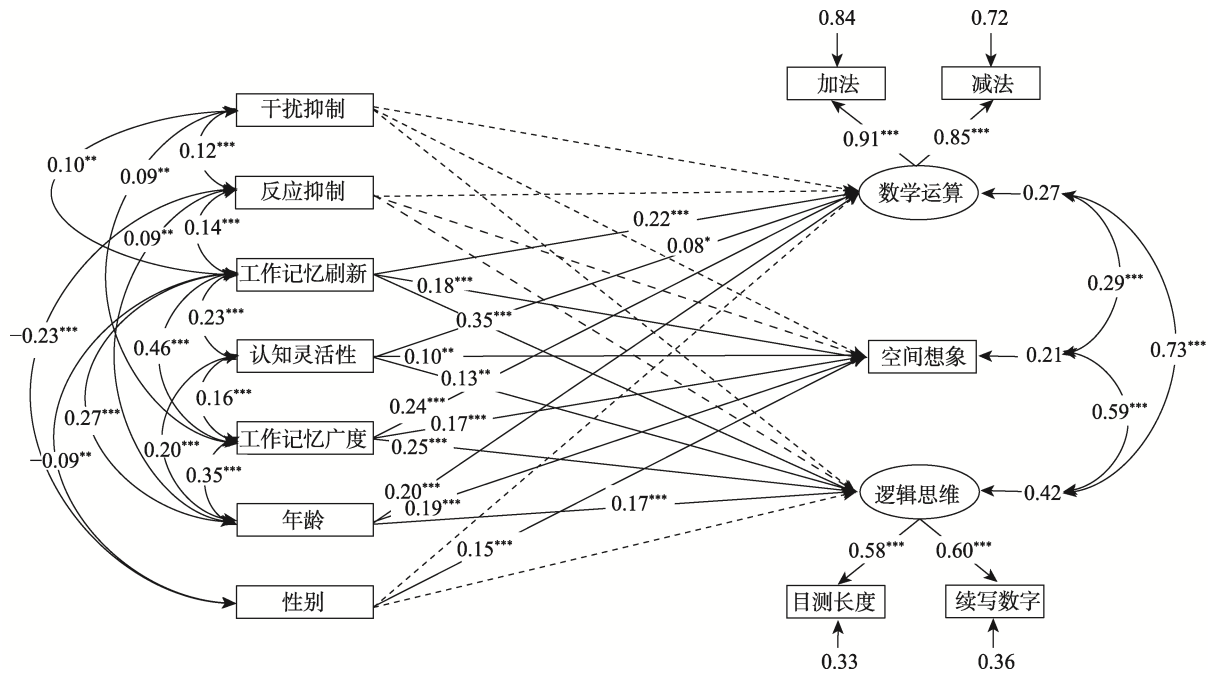 0.84
0.72
加法
减法
干扰抑制
0.91***
0.85***
0.12***
0.10**
0.09**
反应抑制
数学运算
0.27
0.22***
0.14***
0.09**
0.08*
工作记忆刷新
0.18***
0.29***
0.23***
0.35***
−0.23***
0.46***
认知灵活性
0.10**
空间想象
0.21
0.73***
0.13**
0.16***
0.24***
0.27***
0.17***
0.59***
工作记忆广度
0.20***
0.25***
−0.09**
0.35***
0.20***
0.19***
0.17***
逻辑思维
0.42
年龄
0.15***
0.58***
0.60***
性别
目测长度
续写数字
0.33
0.36